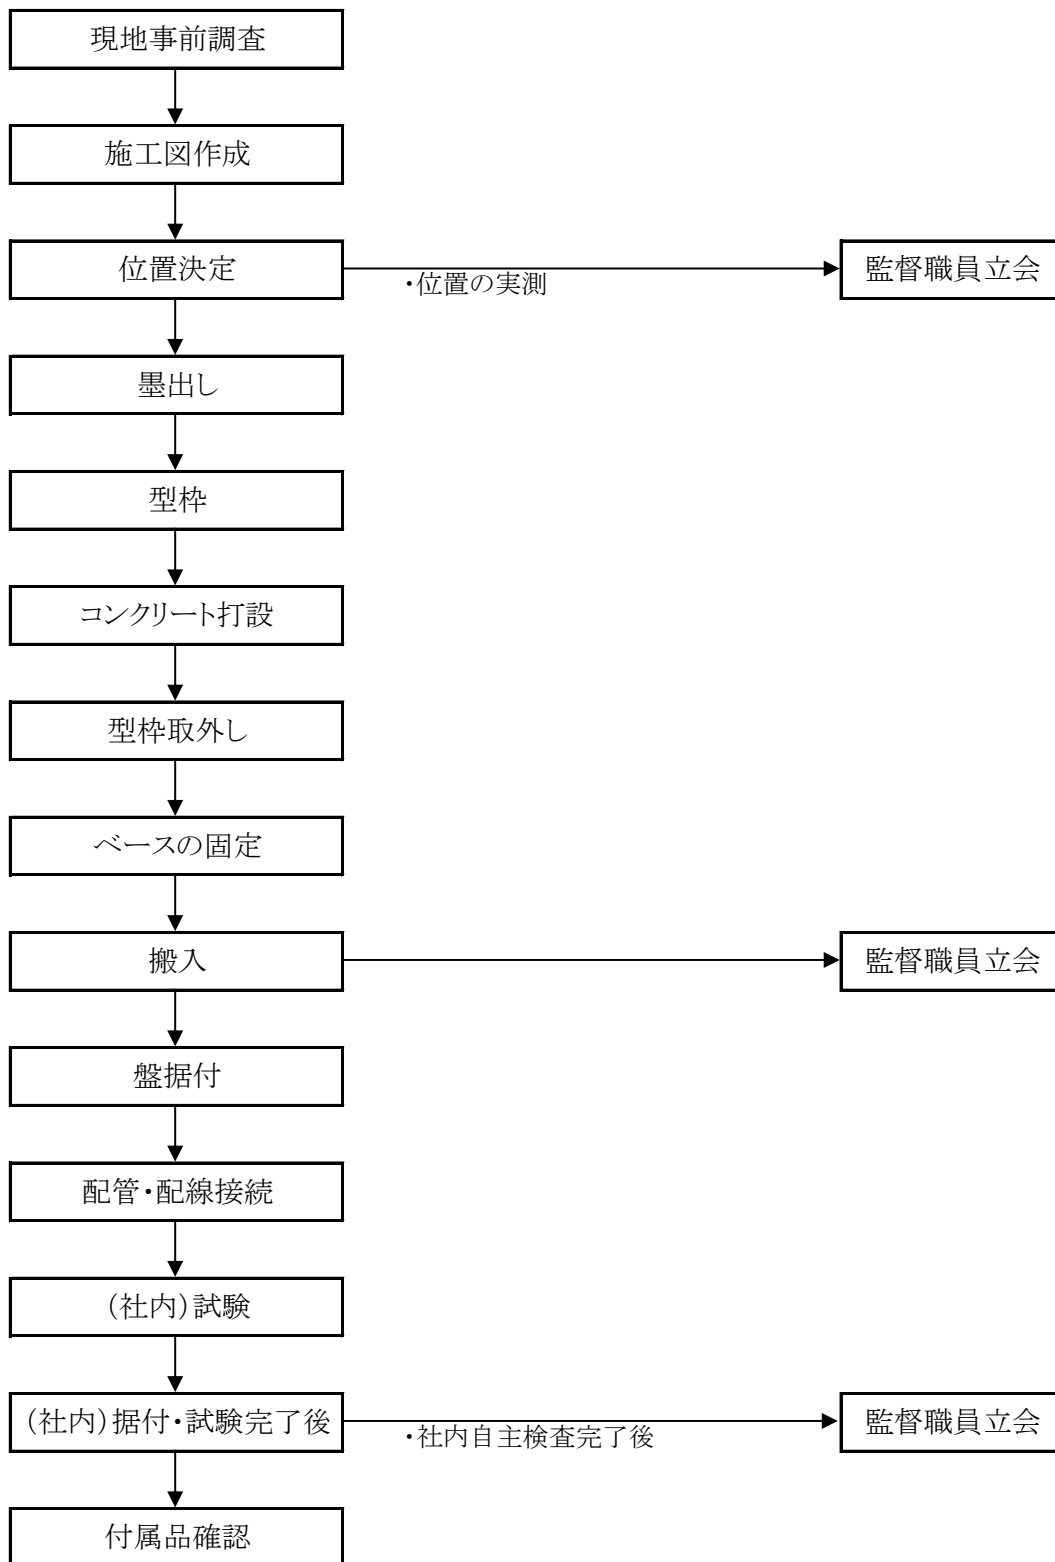 現地事前調査
施工図作成
位置決定
・位置の実測
監督職員立会
墨出し
型枠
コンクリート打設
型枠取外し
ベースの固定
搬入
監督職員立会
盤据付
配管・配線接続
(社内)試験
(社内)据付・試験完了後
・社内自主検査完了後
監督職員立会
付属品確認